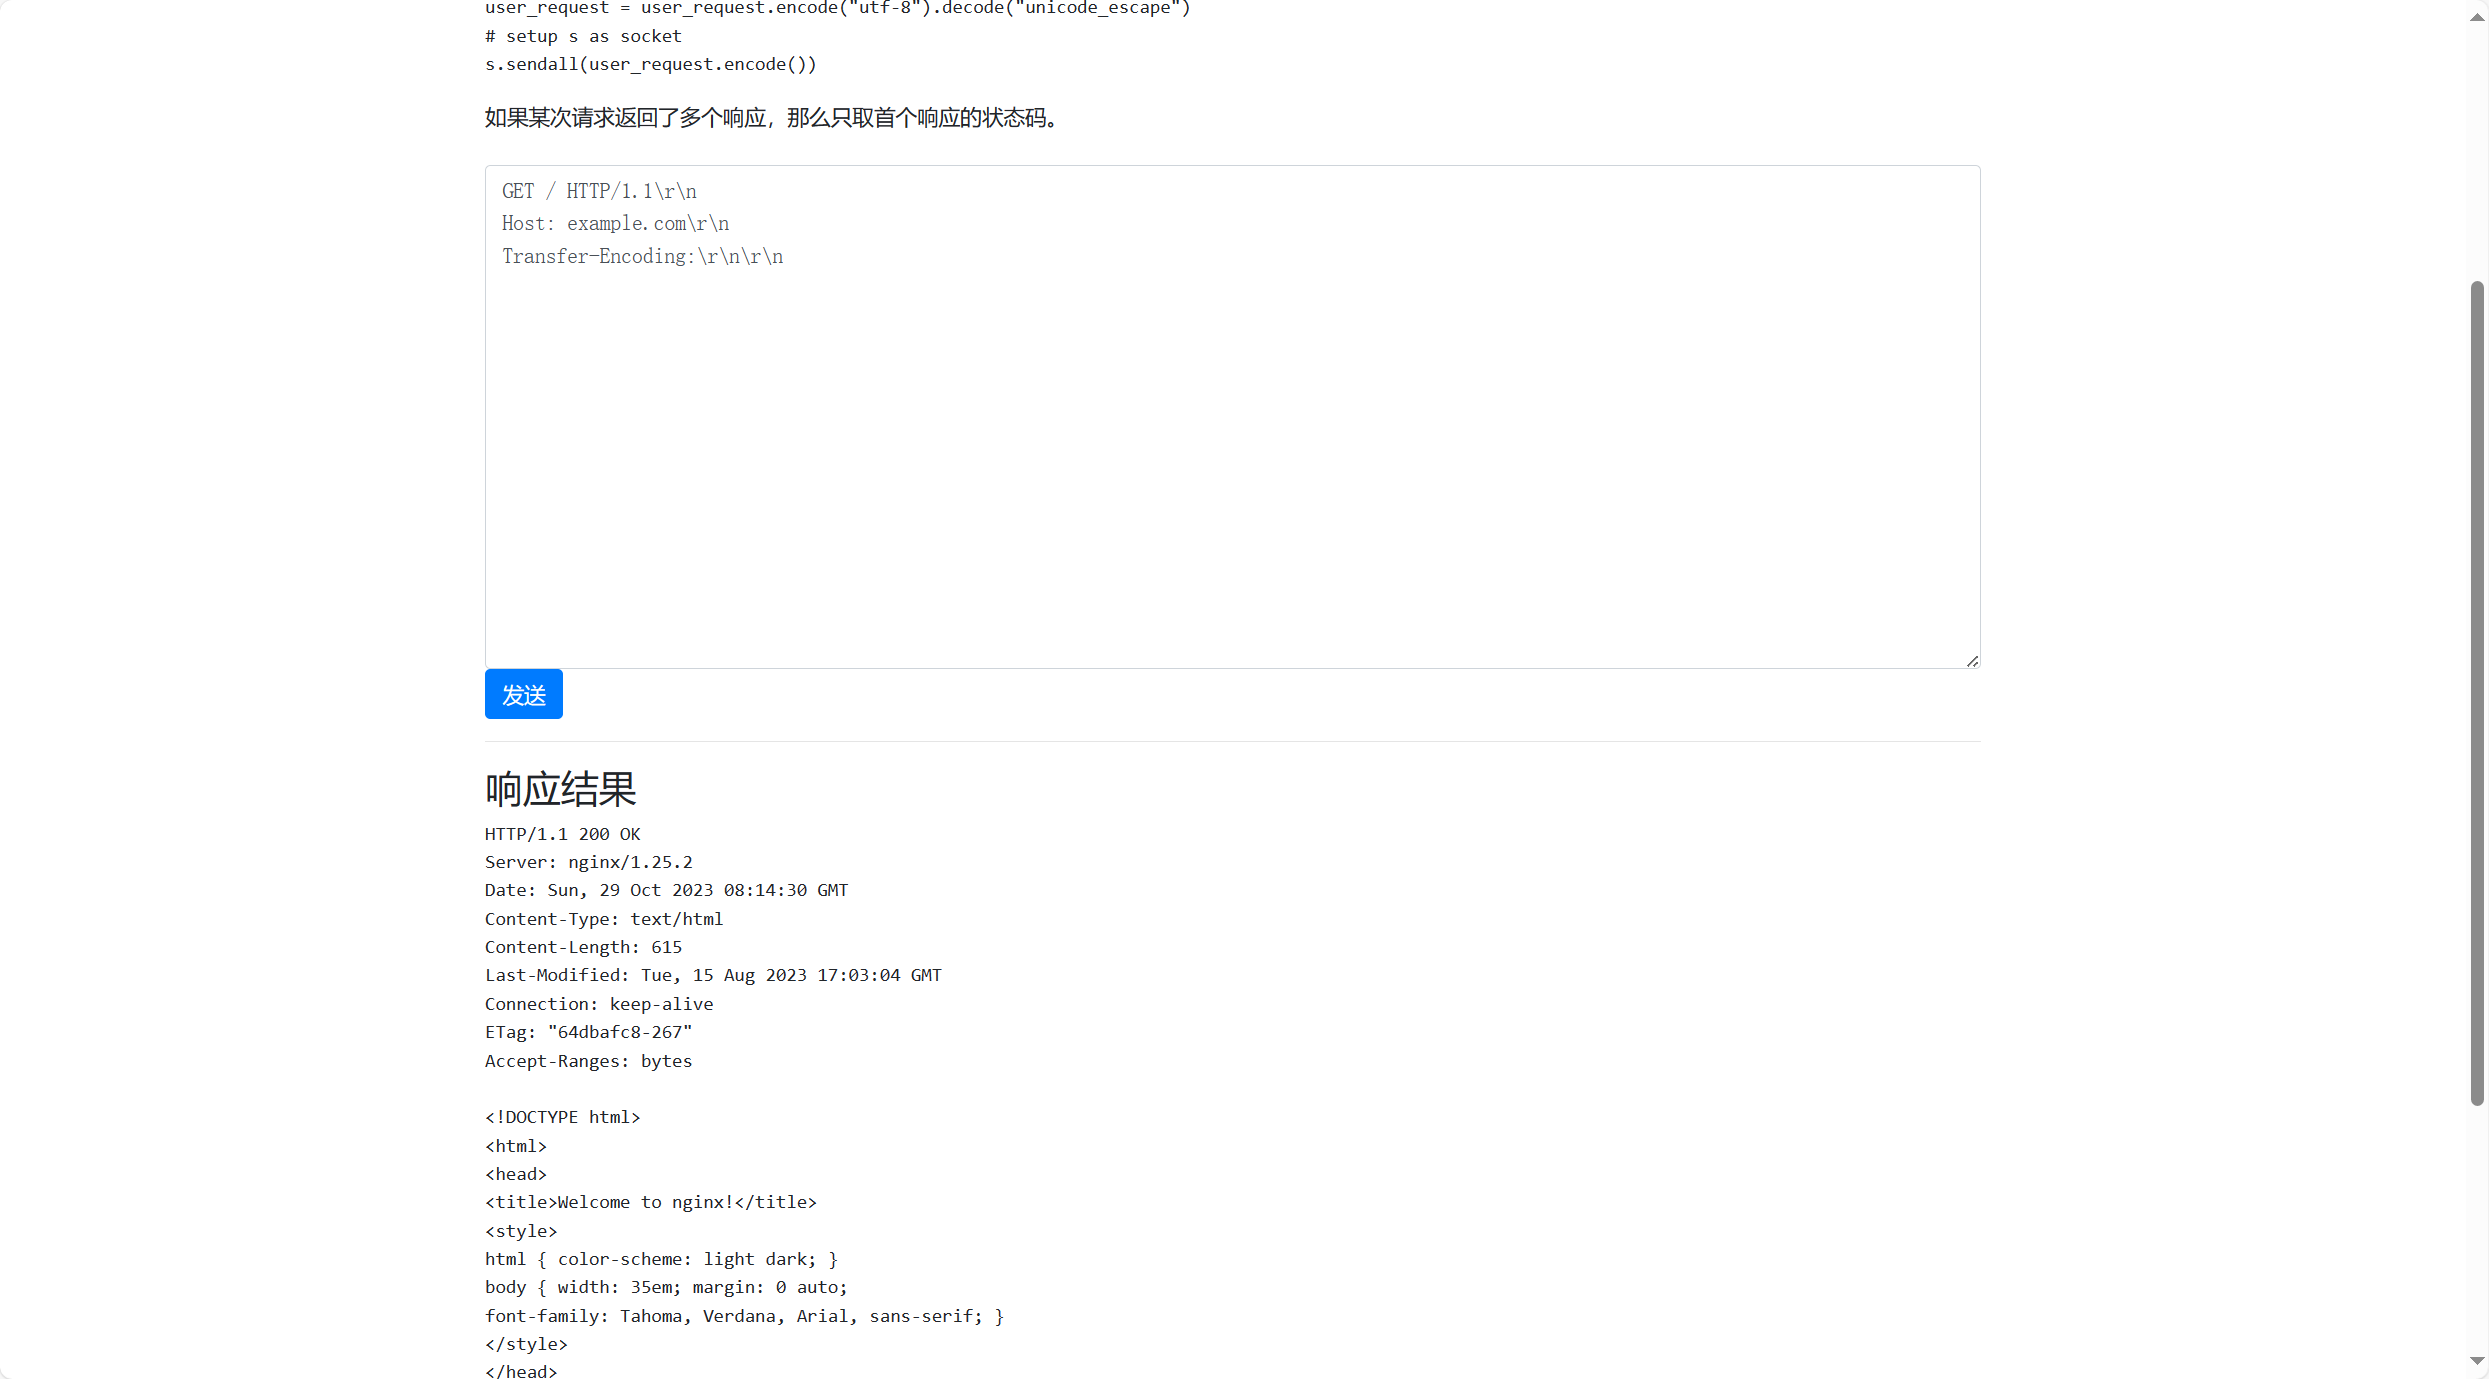 user_request = user_request.encode("utf-8").decode("unicode_escape")
# setup s as socket
s.sendall(user_request.encode())
如果某次请求返回了多个响应，那么只取首个响应的状态码。
GET / HTTP/1.1\r\n
Host: example.com\r\n
Transfer-Encoding:\r\n\r\n
发送
响应结果
HTTP/1.1 200 OK
Server: nginx/1.25.2
Date: Sun, 29 Oct 2023 08:14:30 GMT
Content-Type: text/html
Content-Length: 615
Last-Modified: Tue, 15 Aug 2023 17:03:04 GMT
Connection: keep-alive
ETag: "64dbafc8-267"
Accept-Ranges: bytes
<!DOCTYPE html>
<html>
<head>
<title>Welcome to nginx!</title>
<style>
html { color-scheme: light dark; }
body { width: 35em; margin: 0 auto;
font-family: Tahoma, Verdana, Arial, sans-serif; }
</style>
</head>